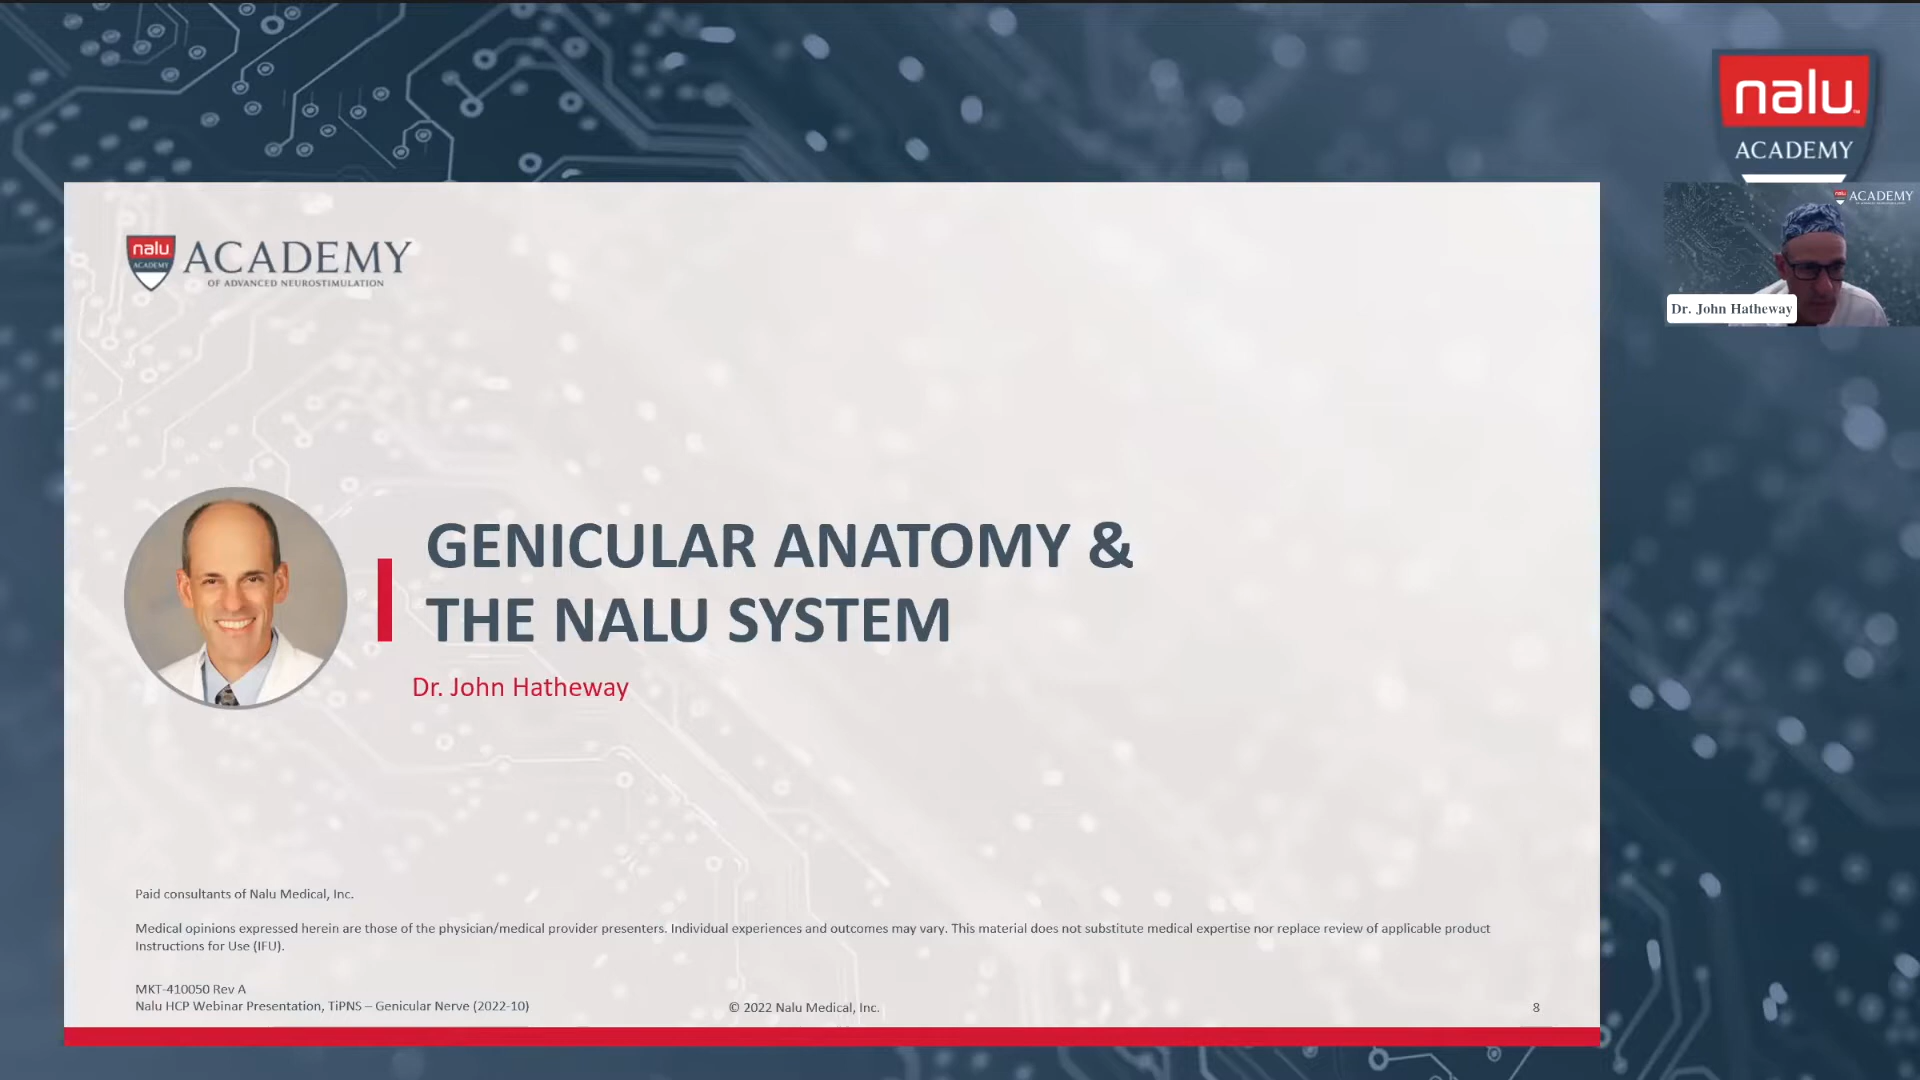 nalu
ACADEMY
nalu
ACADEMY
ACADEMY
OF ADVANCED NEUROSTIMULATION
ACADEMY
Dr. John Hatheway
GENICULAR ANATOMY &
THE NALU SYSTEM
Dr. John Hatheway
Paid consultants of Nalu Medical, Inc.
Medical opinions expressed herein are those of the physician/medical provider presenters. Individual experiences and outcomes may vary. This material does not substitute medical expertise nor replace review of applicable product
Instructions for Use (IFU).
MKT-410050 Rev A
Nalu HCP Webinar Presentation, TiPNS – Genicular Nerve (2022-10)
© 2022 Nalu Medical, Inc.
8